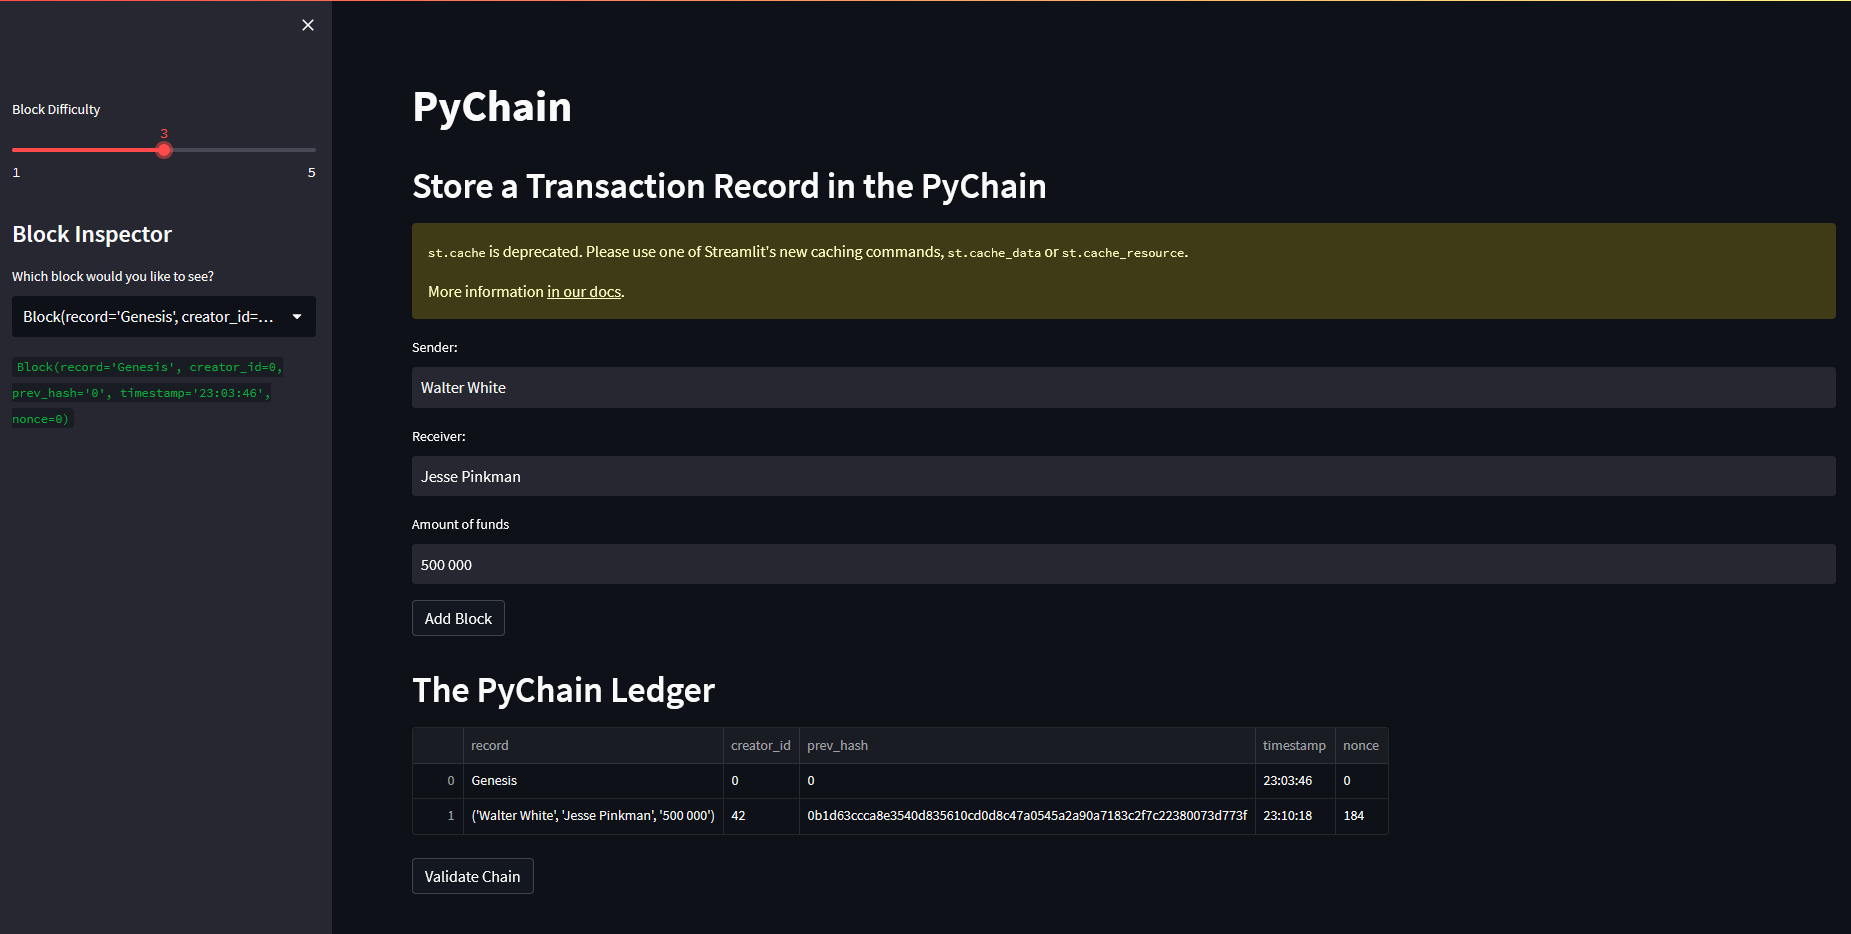 Block Difficulty
3
1 5
Block Inspector
Which block would you like to see?
Block(record='Genesis', creator_id=...
Block(record='Genesis', creator_id=0,
prev_hash='0', timestamp='23:03:46',
nonce=0)
PyChain
Store a Transaction Record in the PyChain
st.cache is deprecated. Please use one of Streamlit's new caching commands, st.cache_data or st.cache_resource.
More information in our docs.
Sender:
Walter White
Receiver:
Jesse Pinkman
Amount of funds
500 000
Add Block
The PyChain Ledger
record creator_id prev_hash timestamp nonce
0 Genesis 0 0 23:03:46 0
1 ('Walter White', 'Jesse Pinkman', '500 000') 42 0b1d63ccca8e3540d835610cd0d8c47a0545a2a90a7183c2f7c22380073d773f 23:10:18 184
Validate Chain